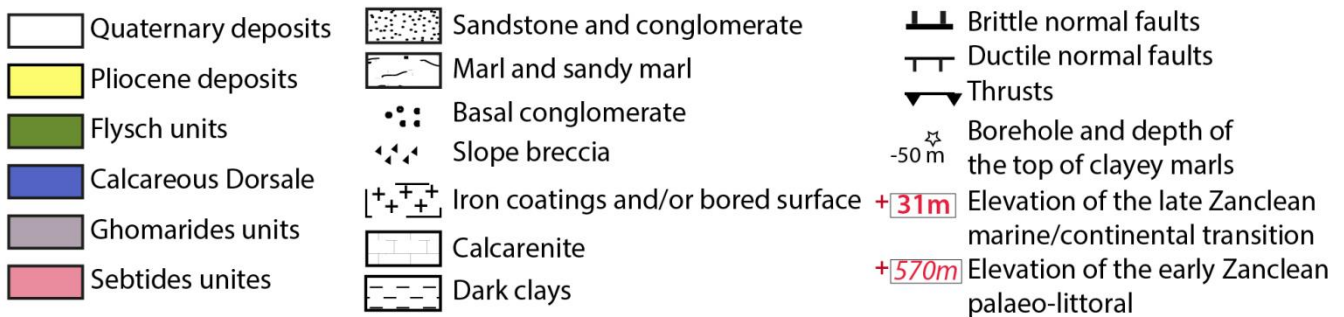 Quaternary deposits
Pliocene deposits
Flysch units
Calcareous Dorsale
Ghomarides units
Sebtides unites
Sandstone and conglomerate
Marl and sandy marl
Basal conglomerate
Slope breccia
Iron coatings and/or bored surface
Calcarenite
Dark clays
Brittle normal faults
Ductile normal faults
Thrusts
-50 m
Borehole and depth of
the top of clayey marls
+31m Elevation of the late Zanclean
marine/continental transition
+570m Elevation of the early Zanclean
palaeo-littoral